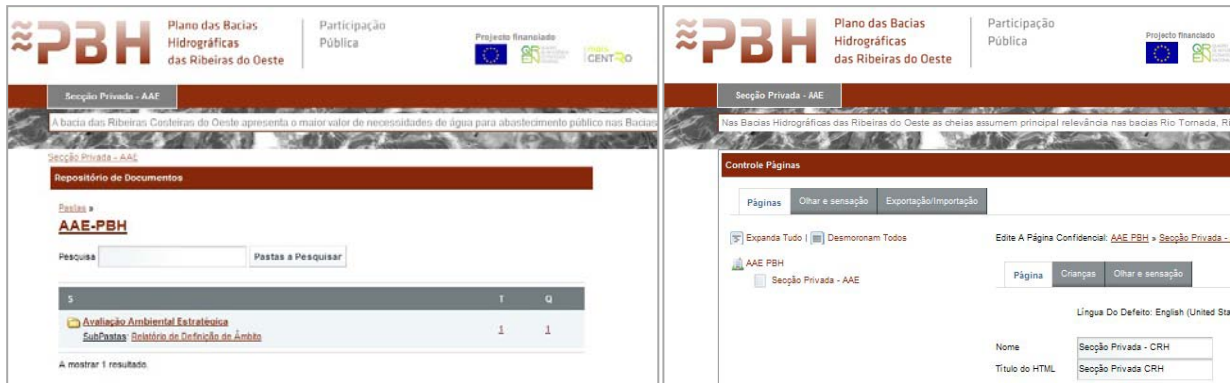 PBH
Plano das Bacias
Hidrográficas
das Ribeiras do Oeste
Participação
Pública
Projecto financiado
CENTRO
Secção Privada - AAE
A bacia das Ribeiras Costeiras do Oeste apresenta o maior valor de necessidades de água para abastecimento público nas Bacias
Secção Privada - AAE
Repositório de Documentos
Pastas »
AAE-PBH
Pesquisa
Pastas a Pesquisar
S T Q
Avaliação Ambiental Estratégica 1 1
SubPastas: Relatório de Definição de Âmbito
A mostrar 1 resultado.
PBH
Plano das Bacias
Hidrográficas
das Ribeiras do Oeste
Participação
Pública
Projecto financiado
Secção Privada - AAE
Nas Bacias Hidrográficas das Ribeiras do Oeste as cheias assumem principal relevância nas bacias Rio Tornada, Ri
Controle Páginas
Páginas Olhar e sensação Exportação/Importação
Expanda Tudo | Desmoronam Todos
AAE PBH
Secção Privada - AAE
Edite A Página Confidencial: AAE PBH » Secção Privada -
Página Crianças Olhar e sensação
Língua Do Defeito: English (United Sta
Nome Secção Privada - CRH
Título do HTML Secção Privada CRH